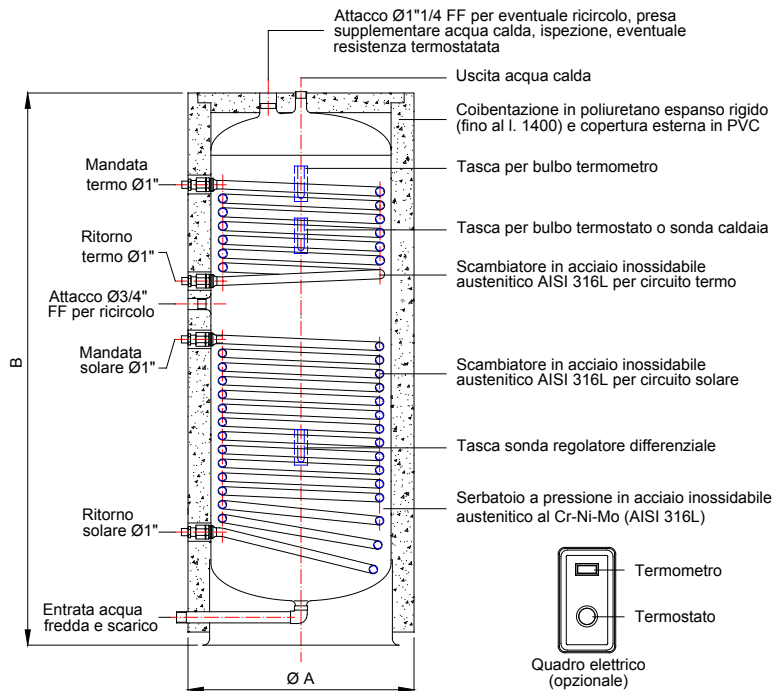 Attacco Ø1"1/4 FF per eventuale ricircolo, presa
supplementare acqua calda, ispezione, eventuale
resistenza termostatata
Uscita acqua calda
Coibentazione in poliuretano espanso rigido
(fino al l. 1400) e copertura esterna in PVC
Mandata
termo Ø1"
Tasca per bulbo termometro
Ritorno
termo Ø1"
Tasca per bulbo termostato o sonda caldaia
Scambiatore in acciaio inossidabile
austenitico AISI 316L per circuito termo
Attacco Ø3/4"
FF per ricircolo
Mandata
solare Ø1"
B
Scambiatore in acciaio inossidabile
austenitico AISI 316L per circuito solare
Tasca sonda regolatore differenziale
Serbatoio a pressione in acciaio inossidabile
austenitico al Cr-Ni-Mo (AISI 316L)
Ritorno
solare Ø1"
Entrata acqua
fredda e scarico
Ø A
Termometro
Termostato
Quadro elettrico
(opzionale)